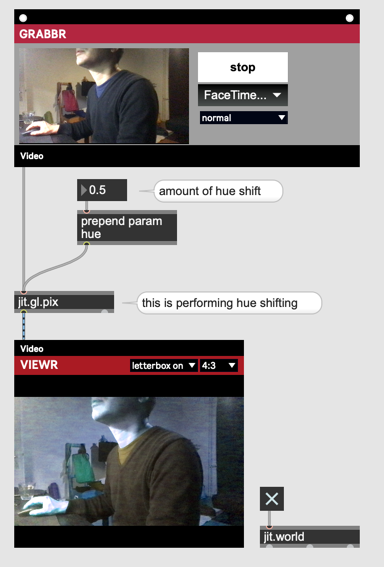 GRABBR
stop
FaceTime...
normal
Video
0.5
amount of hue shift
prepend param
hue
jit.gl.pix
this is performing hue shifting
Video
VIEWR
letterbox on
4:3
jit.world